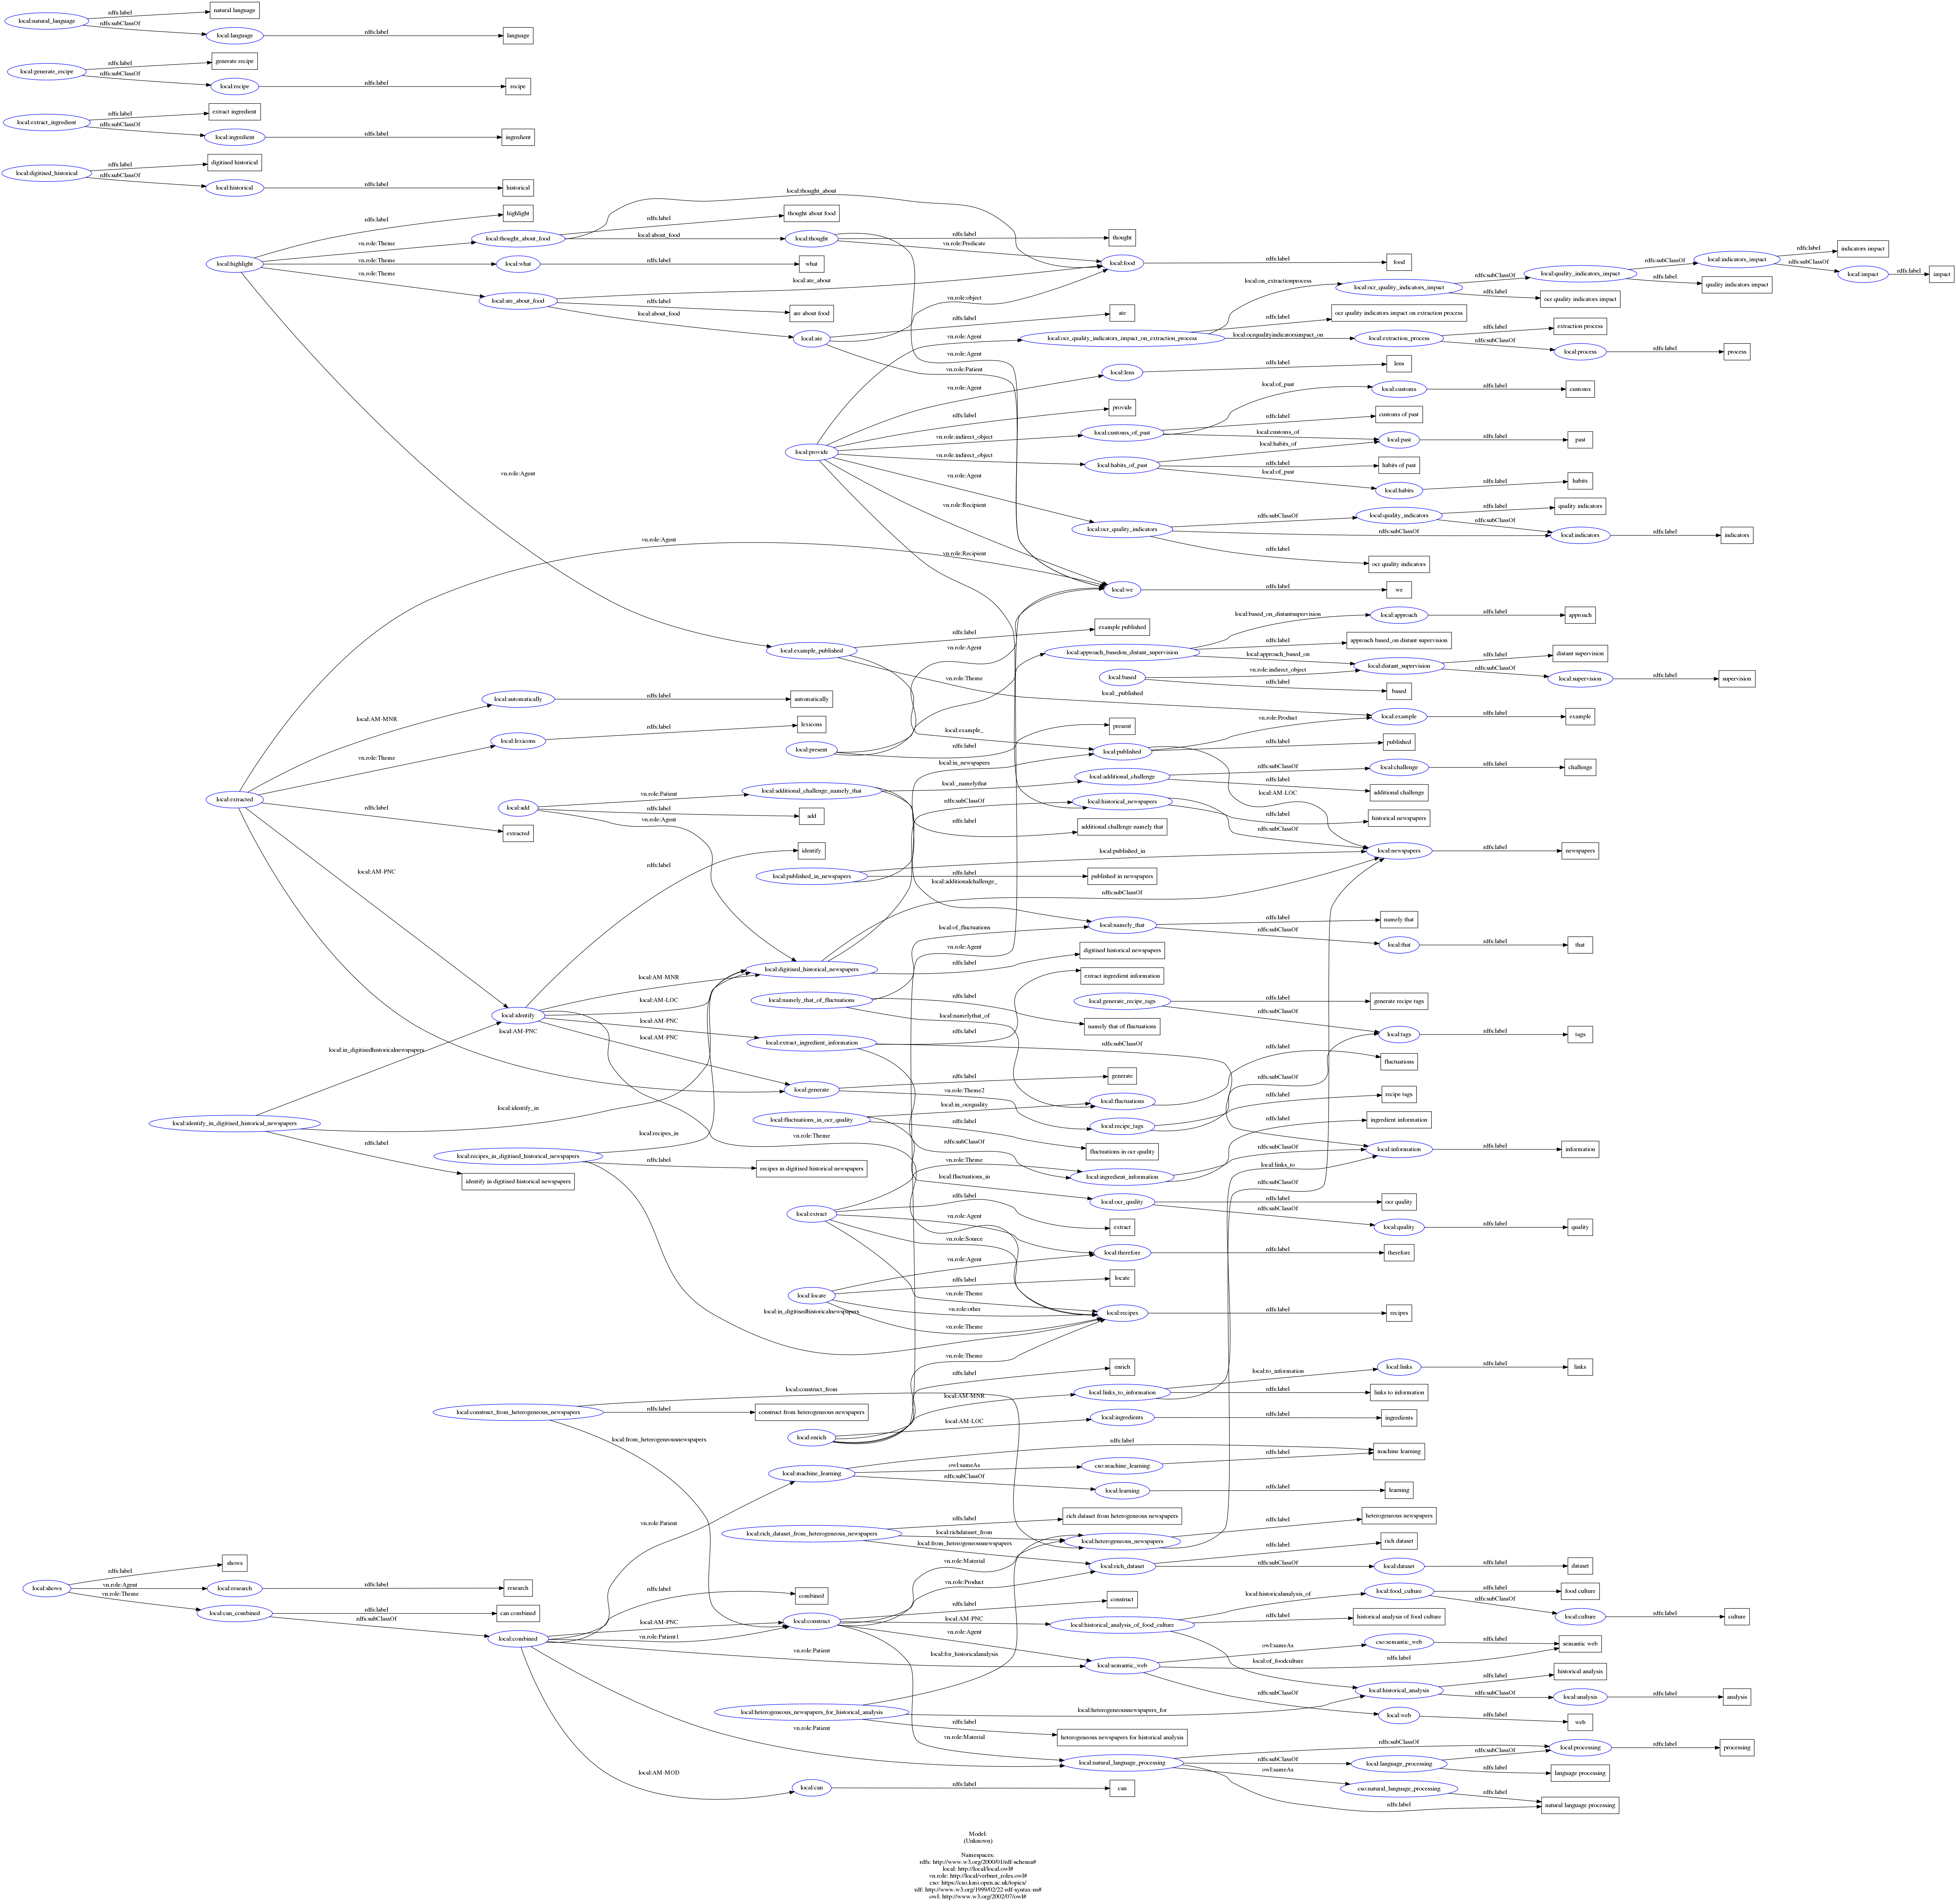 rdfs:label
natural language
local:natural_language
rdfs:subClassOf
local:language
rdfs:label
language
rdfs:label
generate recipe
local:generate_recipe
rdfs:subClassOf
local:recipe
rdfs:label
recipe
rdfs:label
extract ingredient
local:extract_ingredient
rdfs:subClassOf
local:ingredient
rdfs:label
ingredient
rdfs:label
digitised historical
local:digitised_historical
rdfs:subClassOf
local:historical
rdfs:label
historical
local:highlight
rdfs:label
highlight
vn.role:Theme
local:thought_about_food
local:thought_about
rdfs:label
thought about food
local:about_food
local:thought
rdfs:label
thought
vn.role:Predicate
local:food
rdfs:label
food
vn.role:Theme
local:what
rdfs:label
what
vn.role:Theme
local:ate_about_food
local:ate_about
rdfs:label
ate about food
local:about_food
local:ate
vn.role:object
rdfs:label
ate
vn.role:Agent
vn.role:Patient
vn.role:Agent
local:provide
vn.role:Agent
local:ocr_quality_indicators_impact_on_extraction_process
local:on_extractionprocess
local:ocr_quality_indicators_impact
rdfs:subClassOf
local:quality_indicators_impact
rdfs:subClassOf
local:indicators_impact
rdfs:label
indicators impact
rdfs:subClassOf
local:impact
rdfs:label
impact
rdfs:label
quality indicators impact
rdfs:label
ocr quality indicators impact
rdfs:label
ocr quality indicators impact on extraction process
local:ocrqualityindicatorsimpact_on
local:extraction_process
rdfs:label
extraction process
rdfs:subClassOf
local:process
rdfs:label
process
vn.role:Agent
local:lens
rdfs:label
lens
rdfs:label
provide
vn.role:indirect_object
local:customs_of_past
local:of_past
local:customs
rdfs:label
customs
rdfs:label
customs of past
local:customs_of
local:past
rdfs:label
past
vn.role:indirect_object
local:habits_of_past
local:habits_of
rdfs:label
habits of past
local:of_past
local:habits
rdfs:label
habits
vn.role:Agent
local:ocr_quality_indicators
rdfs:subClassOf
local:quality_indicators
rdfs:label
quality indicators
rdfs:subClassOf
rdfs:subClassOf
local:indicators
rdfs:label
indicators
rdfs:label
ocr quality indicators
vn.role:Recipient
vn.role:Recipient
local:we
rdfs:label
we
local:extracted
vn.role:Agent
local:AM-MNR
local:automatically
rdfs:label
automatically
vn.role:Theme
local:lexicons
rdfs:label
lexicons
rdfs:label
extracted
local:AM-PNC
local:AM-PNC
local:example_published
rdfs:label
example published
vn.role:Agent
vn.role:Theme
local:_published
local:example_
local:present
rdfs:label
present
local:approach_basedon_distant_supervision
local:based_on_distantsupervision
local:approach
rdfs:label
approach
rdfs:label
approach based_on distant supervision
local:approach_based_on
local:distant_supervision
rdfs:label
distant supervision
rdfs:subClassOf
local:supervision
rdfs:label
supervision
local:based
vn.role:indirect_object
rdfs:label
based
local:published
vn.role:Product
local:example
rdfs:label
example
rdfs:label
published
local:AM-LOC
local:in_newspapers
local:add
vn.role:Patient
local:additional_challenge_namely_that
local:_namelythat
local:additional_challenge
rdfs:subClassOf
local:challenge
rdfs:label
challenge
rdfs:label
additional challenge
rdfs:label
add
vn.role:Agent
rdfs:subClassOf
local:historical_newspapers
rdfs:label
historical newspapers
rdfs:subClassOf
rdfs:label
additional challenge namely that
local:published_in_newspapers
local:published_in
local:newspapers
rdfs:label
newspapers
rdfs:label
published in newspapers
local:additionalchallenge_
rdfs:subClassOf
rdfs:label
identify
local:of_fluctuations
local:namely_that
rdfs:label
namely that
rdfs:subClassOf
local:that
rdfs:label
that
vn.role:Agent
local:digitised_historical_newspapers
rdfs:label
digitised historical newspapers
local:identify
local:AM-MNR
local:AM-LOC
local:AM-PNC
local:AM-PNC
local:namely_that_of_fluctuations
rdfs:label
namely that of fluctuations
local:namelythat_of
local:extract_ingredient_information
rdfs:label
extract ingredient information
rdfs:subClassOf
local:generate_recipe_tags
rdfs:label
generate recipe tags
rdfs:subClassOf
local:tags
rdfs:label
tags
rdfs:label
fluctuations
rdfs:subClassOf
local:generate
rdfs:label
generate
vn.role:Theme2
local:in_ocrquality
local:fluctuations
local:recipe_tags
rdfs:label
recipe tags
local:in_digitisedhistoricalnewspapers
local:identify_in_digitised_historical_newspapers
local:identify_in
rdfs:label
identify in digitised historical newspapers
local:recipes_in_digitised_historical_newspapers
local:recipes_in
rdfs:label
recipes in digitised historical newspapers
local:in_digitisedhistoricalnewspapers
vn.role:Theme
local:fluctuations_in_ocr_quality
rdfs:label
fluctuations in ocr quality
local:fluctuations_in
rdfs:subClassOf
vn.role:Theme
local:ingredient_information
rdfs:label
ingredient information
rdfs:subClassOf
local:information
rdfs:label
information
local:links_to
rdfs:subClassOf
local:ocr_quality
rdfs:label
ocr quality
rdfs:subClassOf
local:quality
rdfs:label
quality
local:extract
rdfs:label
extract
vn.role:Agent
vn.role:Source
vn.role:Theme
local:therefore
rdfs:label
therefore
local:locate
vn.role:Agent
rdfs:label
locate
vn.role:other
vn.role:Theme
local:recipes
rdfs:label
recipes
vn.role:Theme
local:enrich
rdfs:label
enrich
local:AM-MNR
local:links_to_information
local:to_information
local:links
rdfs:label
links
rdfs:label
links to information
local:AM-LOC
local:ingredients
rdfs:label
ingredients
local:construct_from_heterogeneous_newspapers
local:construct_from
rdfs:label
construct from heterogeneous newspapers
local:from_heterogeneousnewspapers
local:machine_learning
rdfs:label
machine learning
owl:sameAs
cso:machine_learning
rdfs:label
rdfs:subClassOf
local:learning
rdfs:label
learning
local:rich_dataset_from_heterogeneous_newspapers
rdfs:label
rich dataset from heterogeneous newspapers
local:richdataset_from
local:heterogeneous_newspapers
rdfs:label
heterogeneous newspapers
local:from_heterogeneousnewspapers
local:rich_dataset
rdfs:label
rich dataset
rdfs:subClassOf
local:dataset
rdfs:label
dataset
local:shows
rdfs:label
shows
vn.role:Agent
local:research
rdfs:label
research
vn.role:Theme
local:can_combined
rdfs:label
can combined
rdfs:subClassOf
local:combined
vn.role:Patient
rdfs:label
combined
local:AM-PNC
vn.role:Patient1
vn.role:Patient
vn.role:Patient
local:AM-MOD
local:construct
vn.role:Material
vn.role:Product
rdfs:label
construct
local:AM-PNC
vn.role:Agent
vn.role:Material
local:historical_analysis_of_food_culture
local:historicalanalysis_of
local:food_culture
rdfs:label
food culture
rdfs:subClassOf
local:culture
rdfs:label
culture
rdfs:label
historical analysis of food culture
local:of_foodculture
local:semantic_web
owl:sameAs
cso:semantic_web
rdfs:label
semantic web
rdfs:label
rdfs:subClassOf
local:web
rdfs:label
web
local:for_historicalanalysis
local:heterogeneous_newspapers_for_historical_analysis
local:heterogeneousnewspapers_for
local:historical_analysis
rdfs:label
historical analysis
rdfs:subClassOf
local:analysis
rdfs:label
analysis
rdfs:label
heterogeneous newspapers for historical analysis
local:natural_language_processing
rdfs:subClassOf
local:processing
rdfs:label
processing
rdfs:subClassOf
local:language_processing
rdfs:subClassOf
rdfs:label
language processing
owl:sameAs
cso:natural_language_processing
rdfs:label
natural language processing
rdfs:label
local:can
rdfs:label
can
Model:
(Unknown)
Namespaces:
rdfs: http://www.w3.org/2000/01/rdf-schema#
local: http://local/local.owl#
vn.role: http://local/verbnet_roles.owl#
cso: https://cso.kmi.open.ac.uk/topics/
rdf: http://www.w3.org/1999/02/22-rdf-syntax-ns#
owl: http://www.w3.org/2002/07/owl#